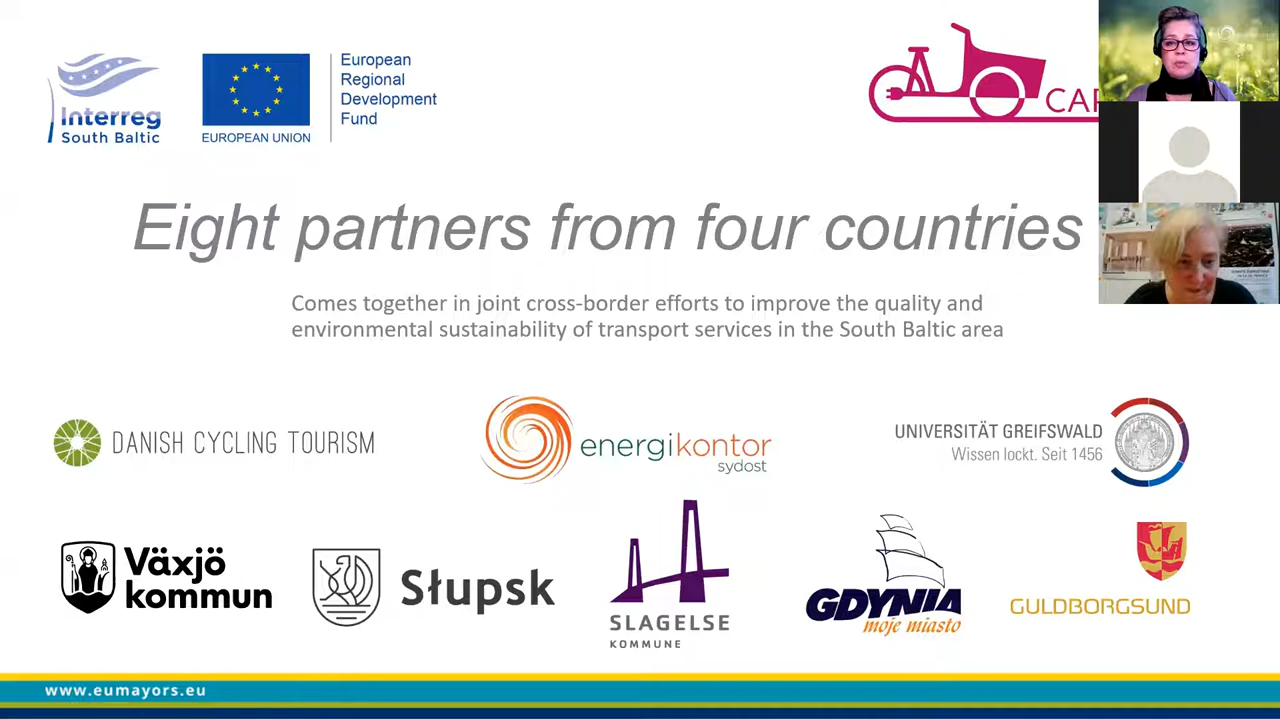 Interreg
South Baltic
EUROPEAN UNION
European
Regional
Development
Fund
CAP
Eight partners from four countries
Comes together in joint cross-border efforts to improve the quality and
environmental sustainability of transport services in the South Baltic area
DANISH CYCLING TOURISM
energikontor
sydost
UNIVERSITÄT GREIFSWALD
Wissen lockt. Seit 1456
Växjö
kommun
Słupsk
SLAGELSE
KOMMUNE
GDYNIA
moje miasto
GULDBORGSUND
www.eumayors.eu